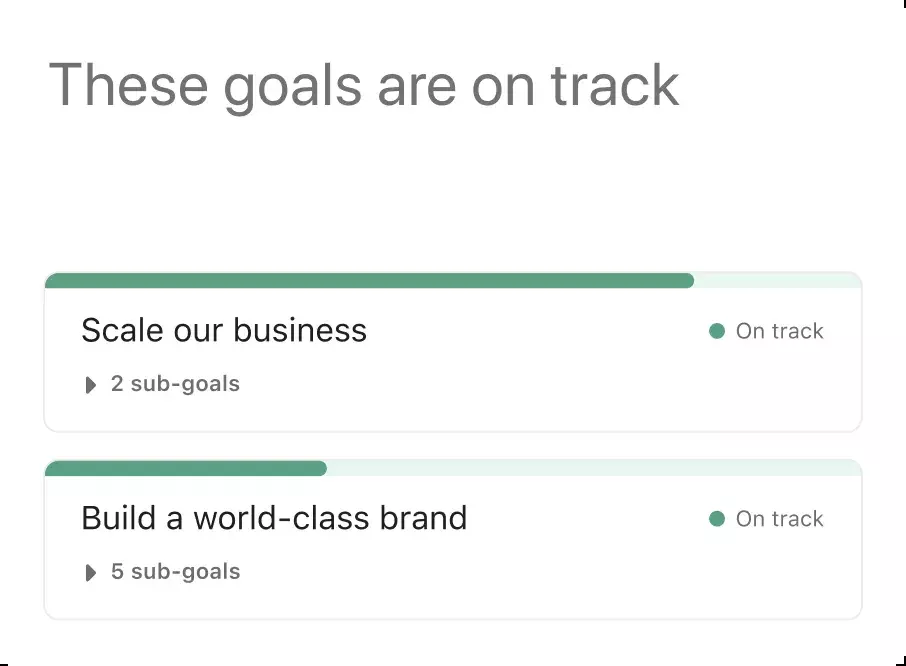 These goals are on track
Scale our business
On track
2 sub-goals
Build a world-class brand
On track
5 sub-goals